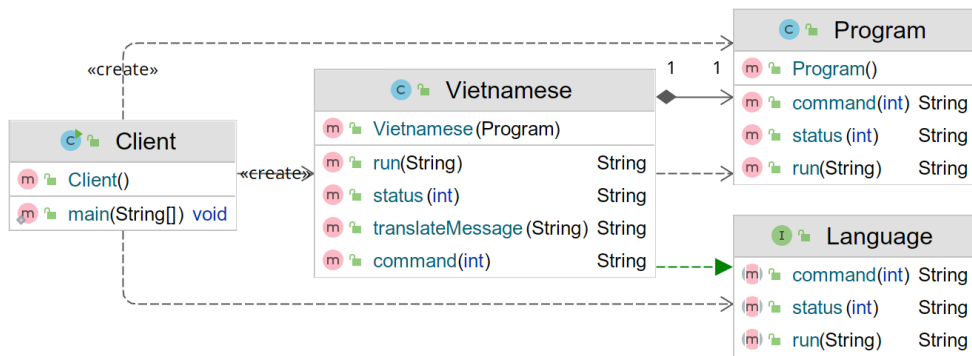 Program
Program()
command(int) String
status(int) String
run(String) String
«create»
1 1
Vietnamese
Vietnamese(Program)
run(String) String
status(int) String
translateMessage(String) String
command(int) String
Client
Client()
main(String[]) void
«create»
Language
command(int) String
status(int) String
run(String) String